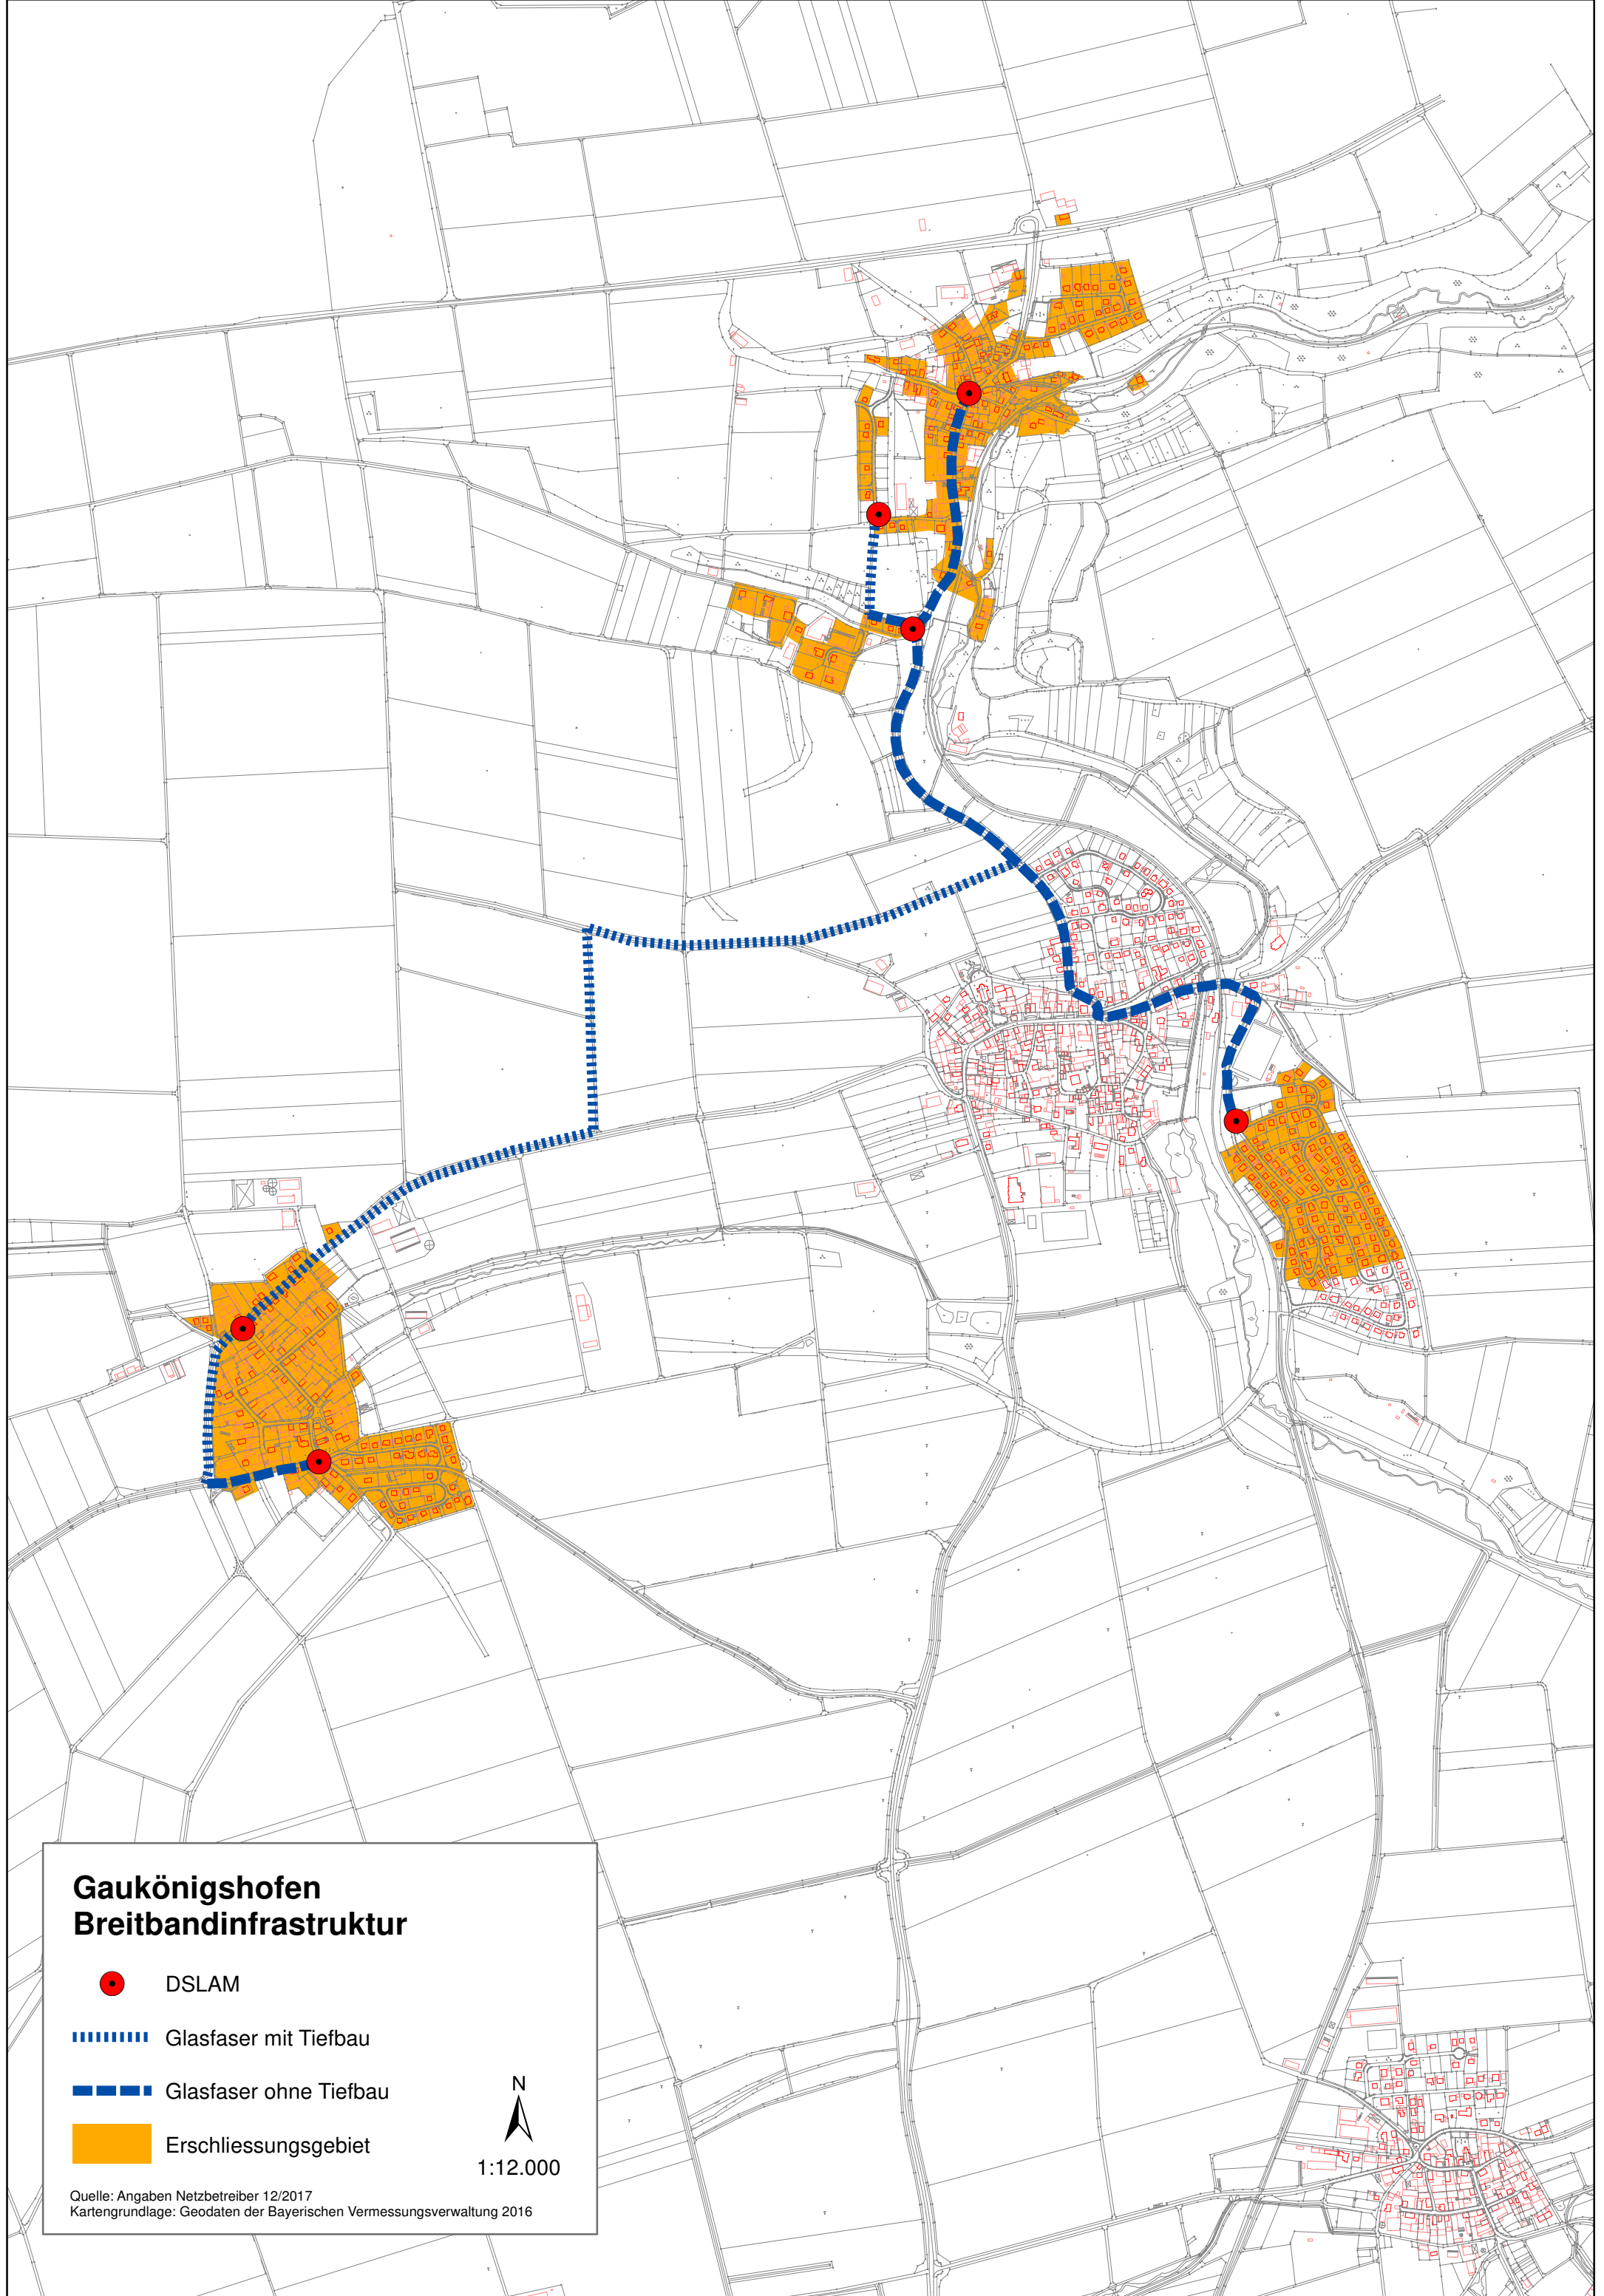 Gaukönigshofen
Breitbandinfrastruktur
DSLAM
Glasfaser mit Tiefbau
Glasfaser ohne Tiefbau
Erschliessungsgebiet
N
1:12.000
Quelle: Angaben Netzbetreiber 12/2017
Kartengrundlage: Geodaten der Bayerischen Vermessungsverwaltung 2016